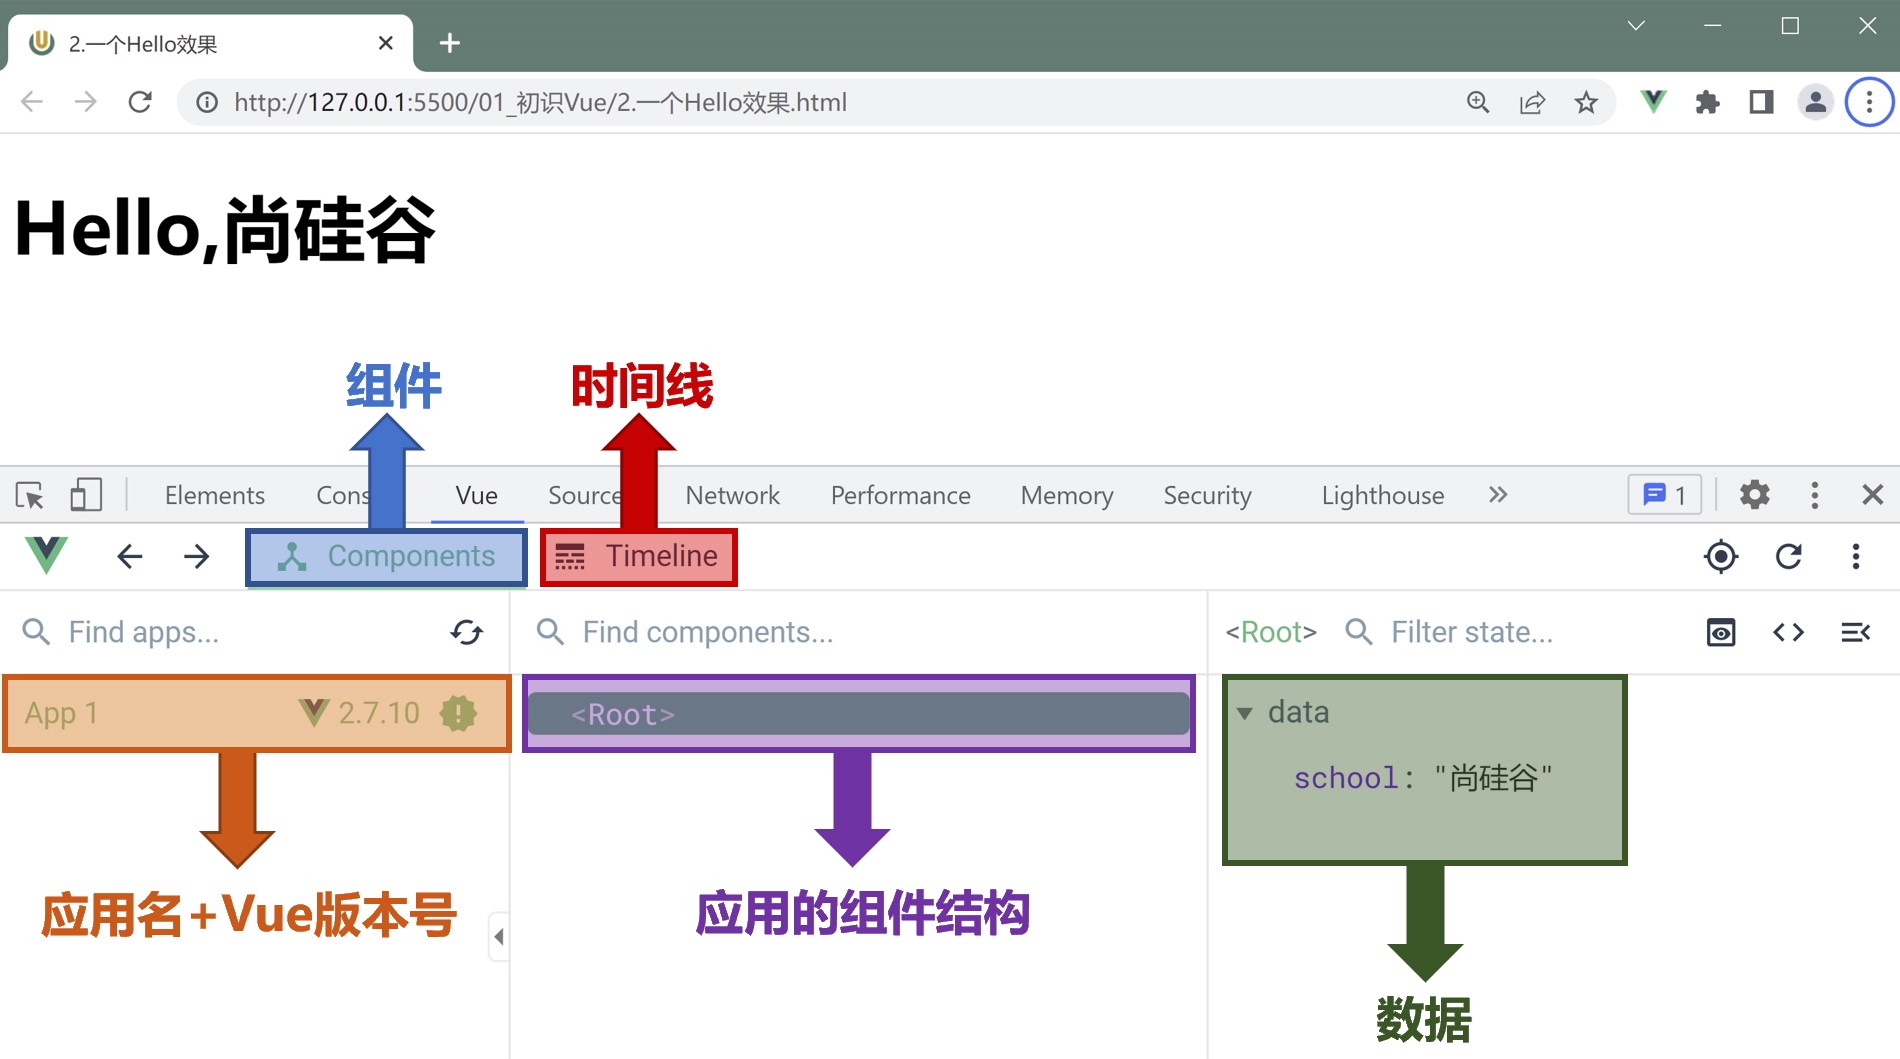 2.一个Hello效果
http://127.0.0.1:5500/01_初识Vue/2.一个Hello效果.html
Hello,尚硅谷
组件
时间线
Elements
Cons
Vue
Source
Network
Performance
Memory
Security
Lighthouse
1
Components
Timeline
Find apps...
Find components...
<Root>
Filter state...
App 1
2.7.10
<Root>
data
school: "尚硅谷"
应用名+Vue版本号
应用的组件结构
数据